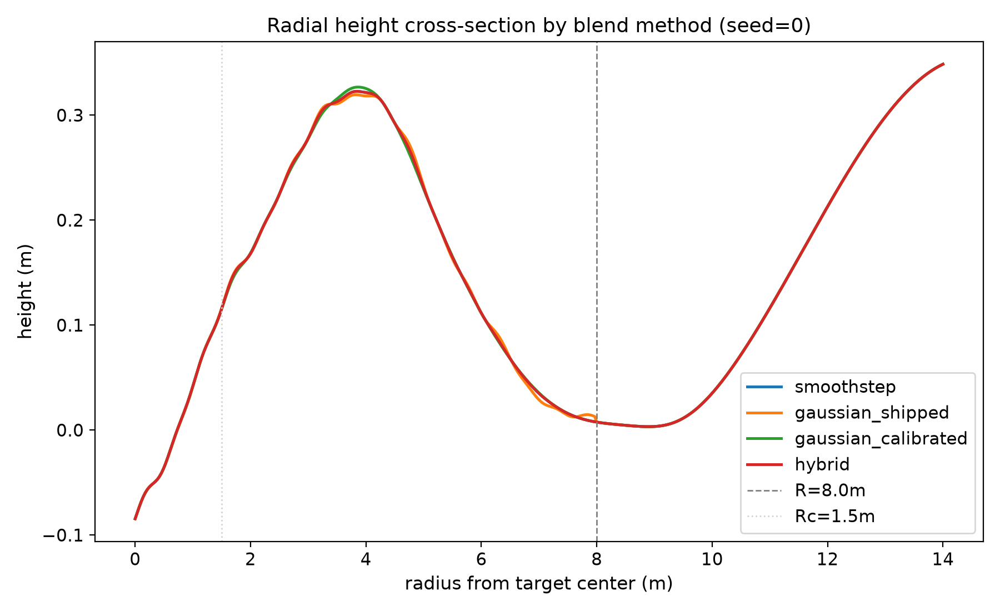 Radial height cross-section by blend method (seed=0)
height (m)
0.3
0.2
0.1
0.0
−0.1
smoothstep
gaussian_shipped
gaussian_calibrated
hybrid
R=8.0m
Rc=1.5m
0 2 4 6 8 10 12 14
radius from target center (m)